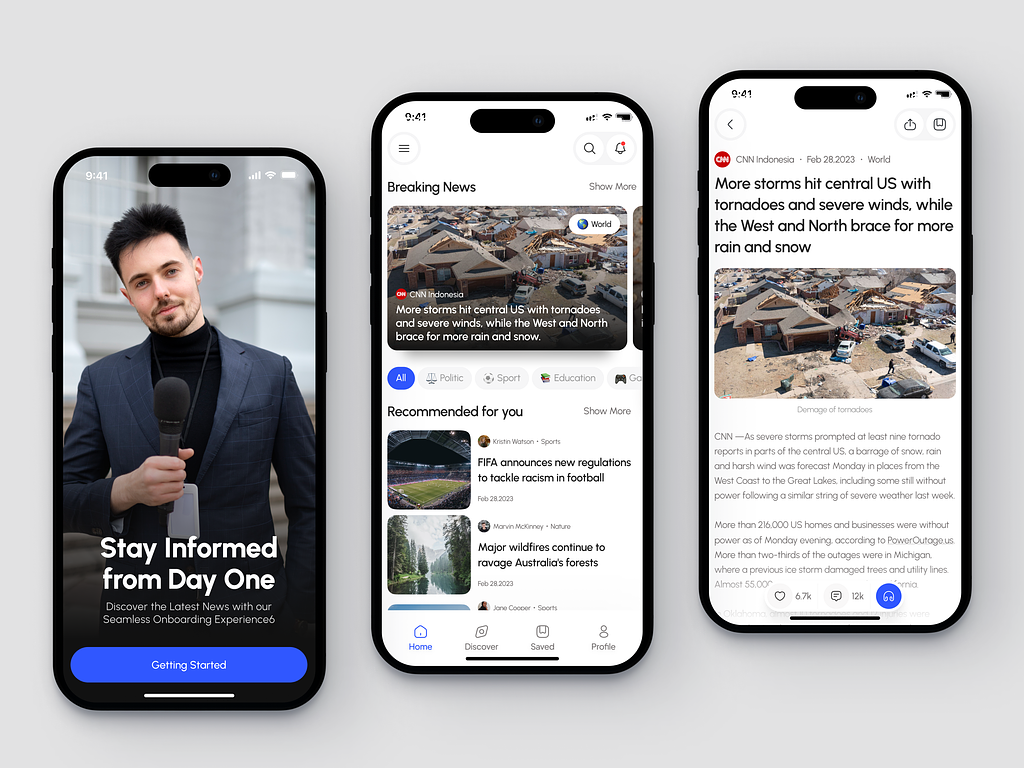 9:41
Stay Informed
from Day One
Discover the Latest News with our
Seamless Onboarding Experience6
Getting Started
9:41
Breaking News
Show More
World
CNN
CNN Indonesia
More storms hit central US with tornadoes
and severe winds, while the West and North
brace for more rain and snow.
All
Politic
Sport
Education
Ga
Recommended for you
Show More
Kristin Watson • Sports
FIFA announces new regulations
to tackle racism in football
Feb 28,2023
Marvin McKinney • Nature
Major wildfires continue to
ravage Australia's forests
Feb 28,2023
Jane Cooper • Sports
Home
Discover
Saved
Profile
9:41
CNN
CNN Indonesia • Feb 28.2023 • World
More storms hit central US with
tornadoes and severe winds, while
the West and North brace for more
rain and snow
Domage of tornadoes
CNN —As severe storms prompted at least nine tornado
reports in parts of the central US, a barrage of snow, rain
and harsh wind was forecast Monday in places from the
West Coast to the Great Lakes, including some still without
power following a similar string of severe weather last week.
More than 216,000 US homes and businesses were without
power as of Monday evening, according to PowerOutage.us.
More than two-thirds of the outages were in Michigan,
where a previous ice storm damaged trees and utility lines.
Almost 55,000
6.7k
12k